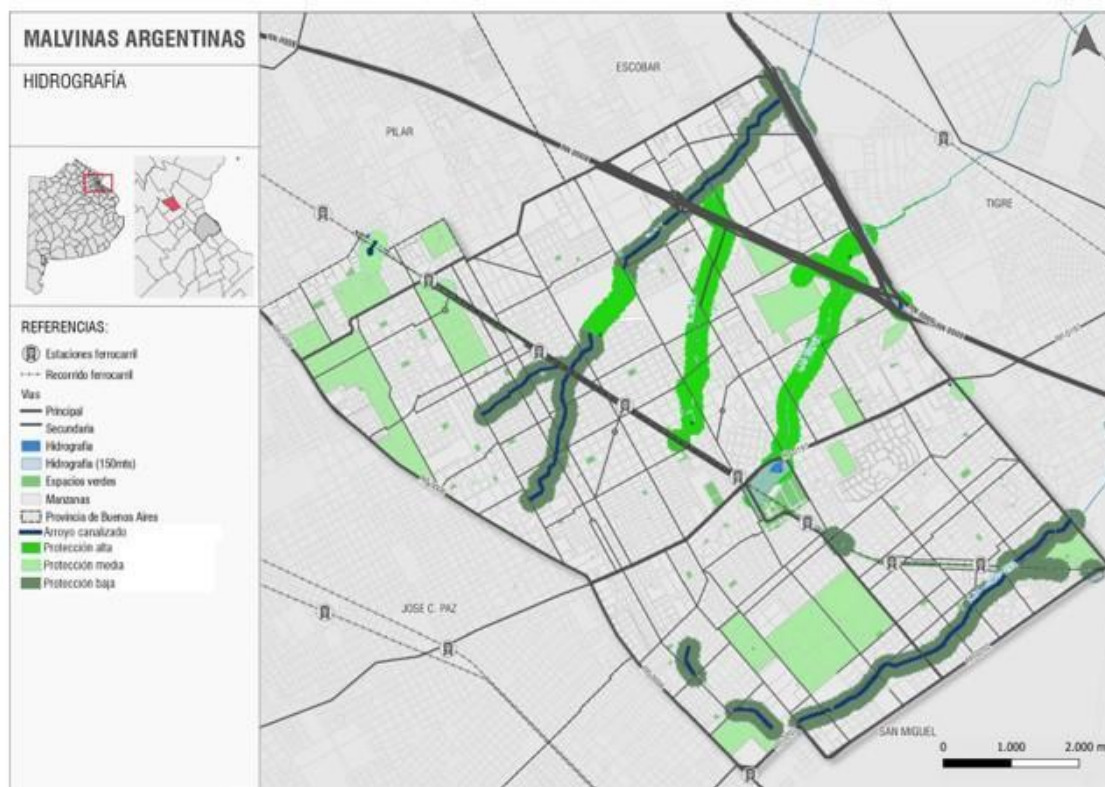 MALVINAS ARGENTINAS
HIDROGRAFÍA
REFERENCIAS:
Estaciones ferrocarril
Recorrido ferrocarril
Vías
Principal
Secundaria
Hidrografía
Hidrografía (150mts)
Espacios verdes
Manzanas
Provincia de Buenos Aires
Arroyo canalizado
Protección alta
Protección media
Protección baja
ESCOBAR
PILAR
TIGRE
JOSE C. PAZ
SAN MIGUEL
0 1.000 2.000 m